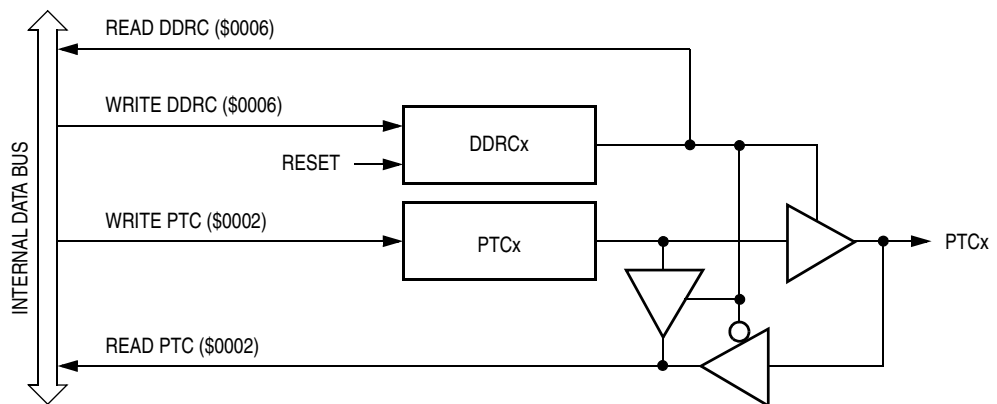 READ DDRC ($0006)
WRITE DDRC ($0006)
DDRCx
RESET
INTERNAL DATA BUS
WRITE PTC ($0002)
PTCx
PTCx
READ PTC ($0002)